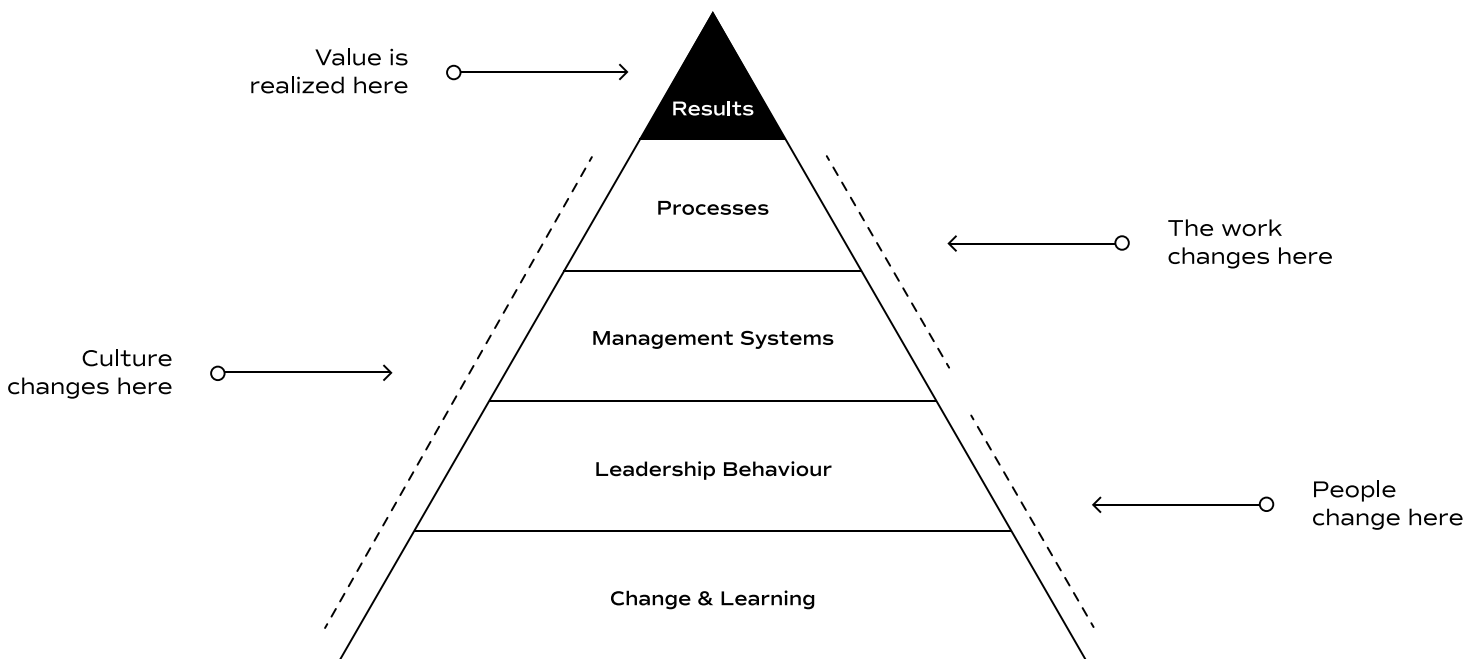 Value is
realized here
Results
Processes
The work
changes here
Management Systems
Culture
changes here
Leadership Behaviour
People
change here
Change & Learning